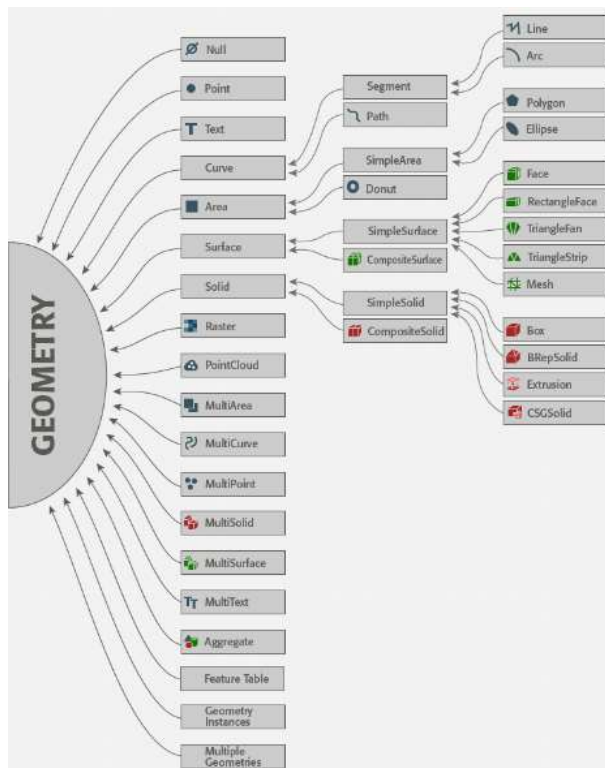 GEOMETRY
Null
Point
Text
Curve
Area
Surface
Solid
Raster
PointCloud
MultiArea
MultiCurve
MultiPoint
MultiSolid
MultiSurface
MultiText
Aggregate
Feature Table
Geometry
Instances
Multiple
Geometries
Segment
Path
SimpleArea
Donut
SimpleSurface
CompositeSurface
SimpleSolid
CompositeSolid
Line
Arc
Polygon
Ellipse
Face
RectangleFace
TriangleFan
TriangleStrip
Mesh
Box
BRepSolid
Extrusion
CSGSolid